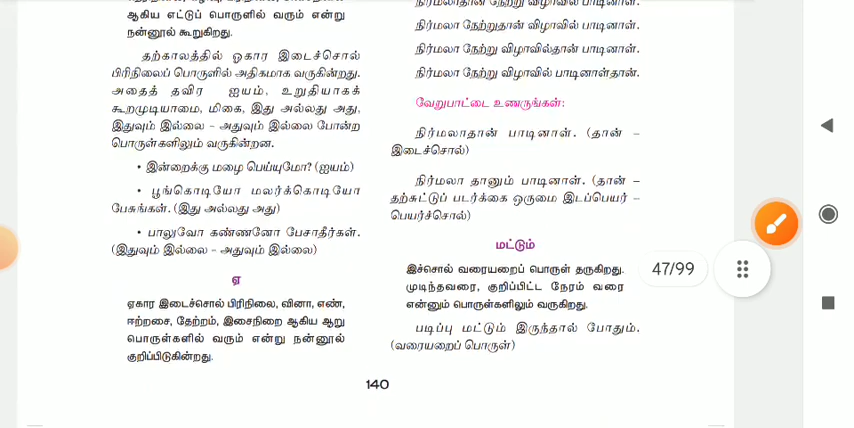 ஆகிய எட்டுப் பொருளில் வரும் என்று
நன்னூல் கூறுகிறது.
தற்காலத்தில் ஓகார இடைச்சொல்
பிரிநிலைப் பொருளில் அதிகமாக வருகின்றது.
அதைத் தவிர ஐயம், உறுதியாகக்
கூறமுடியாமை, மிகை, இது அல்லது அது,
இதுவும் இல்லை – அதுவும் இல்லை போன்ற
பொருள்களிலும் வருகின்றன.
• இன்றைக்கு மழை பெய்யுமோ? (ஐயம்)
• பூங்கொடியோ மலர்க்கொடியோ
பேசுங்கள். (இது அல்லது அது)
• பாலுவோ கண்ணனோ பேசாதீர்கள்.
(இதுவும் இல்லை – அதுவும் இல்லை)
ஏ
ஏகார இடைச்சொல் பிரிநிலை, வினா, எண்,
ஈற்றசை, தேற்றம், இசைநிறை ஆகிய ஆறு
பொருள்களில் வரும் என்று நன்னூல்
குறிப்பிடுகின்றது.
நிர்மலாதான் நேற்று விழாவில் பாடினாள்.
நிர்மலா நேற்றுதான் விழாவில் பாடினாள்.
நிர்மலா நேற்று விழாவில்தான் பாடினாள்.
நிர்மலா நேற்று விழாவில் பாடினாள்தான்.
வேறுபாட்டை உணருங்கள்:
நிர்மலாதான் பாடினாள். (தான் –
இடைச்சொல்)
நிர்மலா தானும் பாடினாள். (தான் –
தற்சுட்டுப் படர்க்கை ஒருமை இடப்பெயர் –
பெயர்ச்சொல்)
மட்டும்
இச்சொல் வரையறைப் பொருள் தருகிறது.
முடிந்தவரை, குறிப்பிட்ட நேரம் வரை
என்னும் பொருள்களிலும் வருகிறது.
படிப்பு மட்டும் இருந்தால் போதும்.
(வரையறைப் பொருள்)
47/99
140